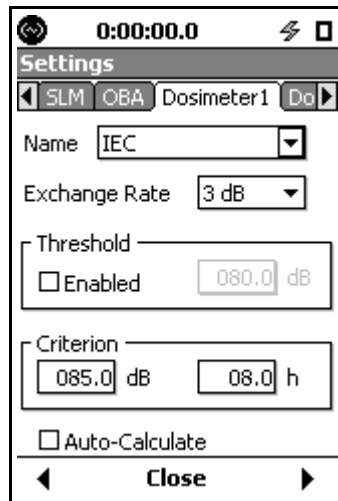 0:00:00.0
Settings
SLM OBA Dosimeter1 Do
Name IEC
Exchange Rate 3 dB
Threshold
Enabled 080.0 dB
Criterion
085.0 dB 08.0 h
Auto-Calculate
Close